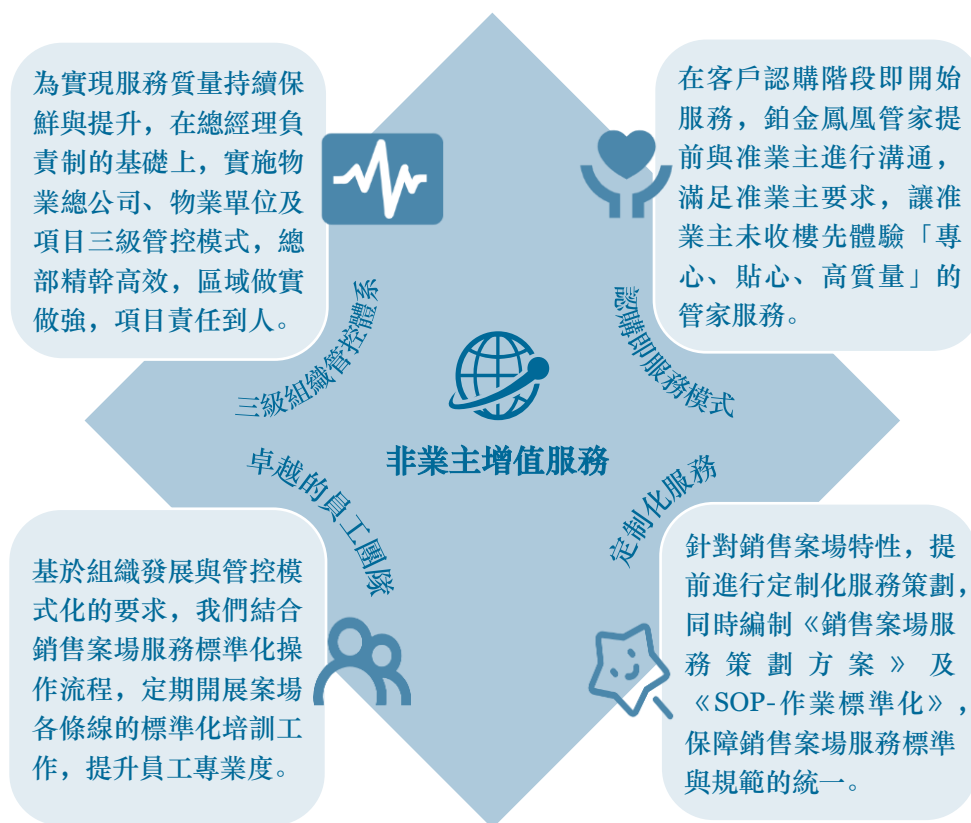 為實現服務質量持續保
鮮與提升，在總經理負
責制的基礎上，實施物
業總公司、物業單位及
項目三級管控模式，總
部精幹高效，區域做實
做強，項目責任到人。
在客戶認購階段即開始
服務，鉑金鳳凰管家提
前與准業主進行溝通，
滿足准業主要求，讓准
業主未收樓先體驗「專
心、貼心、高質量」的
管家服務。
三級組織管控體系
認購即服務模式
非業主增值服務
卓越的員工團隊
定制化服務
基於組織發展與管控模
式化的要求，我們結合
銷售案場服務標準化操
作流程，定期開展案場
各條線的標準化培訓工
作，提升員工專業度。
針對銷售案場特性，提
前進行定制化服務策劃，
同時編制《銷售案場服
務策劃方案》及
《SOP-作業標準化》，
保障銷售案場服務標準
與規範的統一。